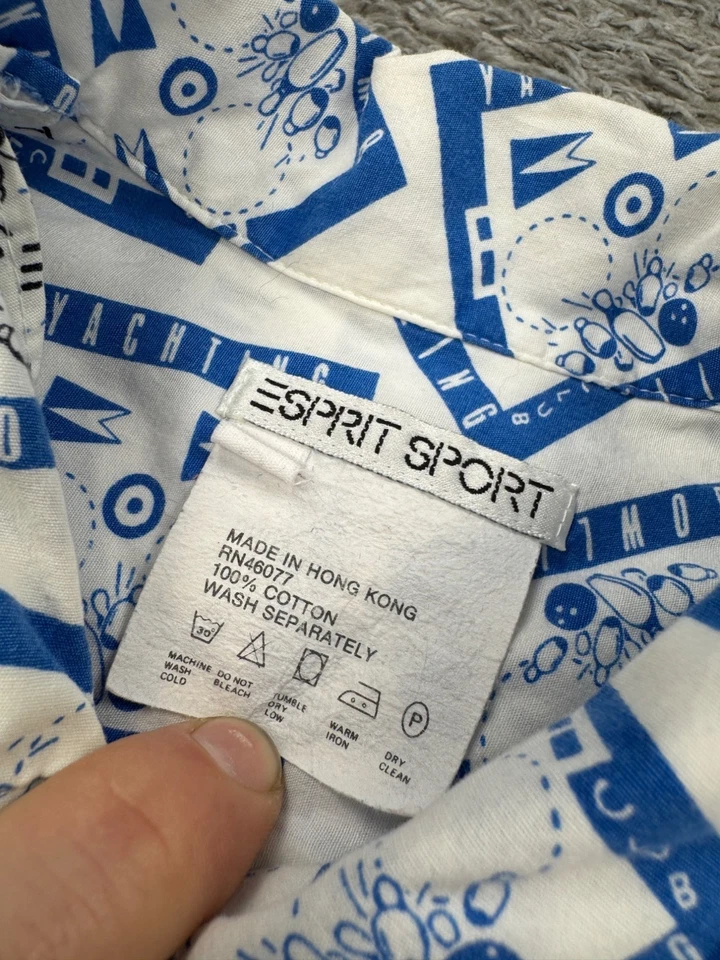 YACHTING
ESPRIT SPORT
MADE IN HONG KONG
RN46077
100% COTTON
WASH SEPARATELY
30°
MACHINE WASH COLD
DO NOT BLEACH
TUMBLE DRY LOW
WARM IRON
P
DRY CLEAN